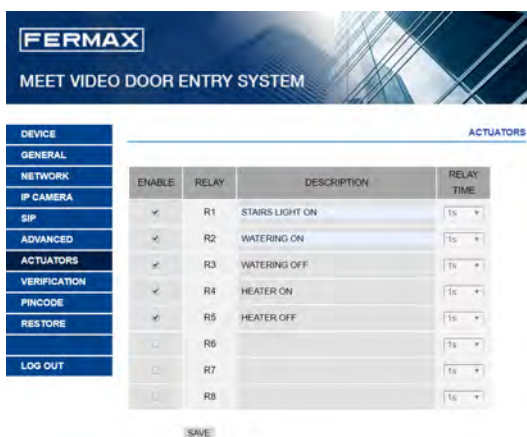 FERMAX
MEET VIDEO DOOR ENTRY SYSTEM
DEVICE
GENERAL
NETWORK
IP CAMERA
SIP
ADVANCED
ACTUATORS
VERIFICATION
PINCODE
RESTORE
LOG OUT
ACTUATORS
ENABLE RELAY DESCRIPTION RELAY TIME
R1 STAIRS LIGHT ON 1s
R2 WATERING ON 1s
R3 WATERING OFF 1s
R4 HEATER ON 1s
R5 HEATER OFF 1s
R6 1s
R7 1s
R8 1s
SAVE